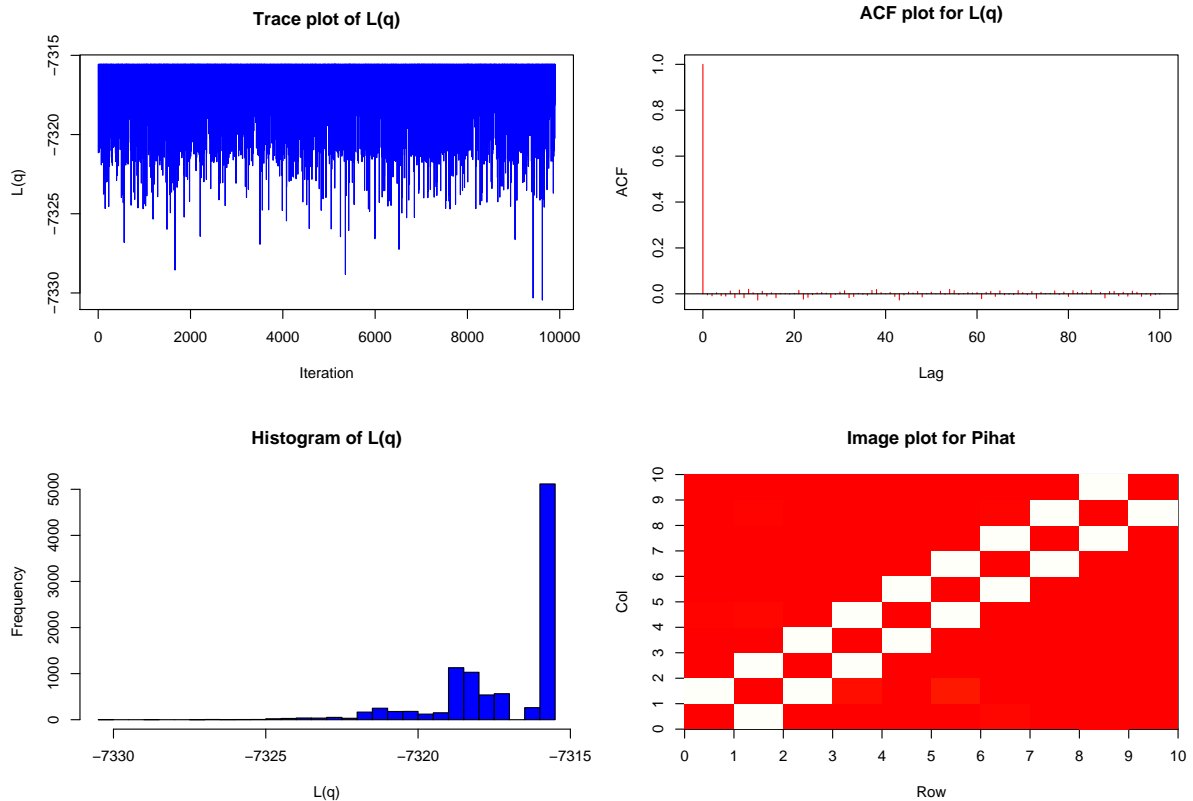 Trace plot of L(q)
−7315
−7320
−7325
−7330
L(q)
0 2000 4000 6000 8000 10000
Iteration
ACF plot for L(q)
1.0
0.8
0.6
0.4
0.2
0.0
ACF
0 20 40 60 80 100
Lag
Histogram of L(q)
5000
4000
3000
2000
1000
0
Frequency
−7330 −7325 −7320 −7315
L(q)
Image plot for Pihat
10
9
8
7
6
5
4
3
2
1
0
Col
0 1 2 3 4 5 6 7 8 9 10
Row